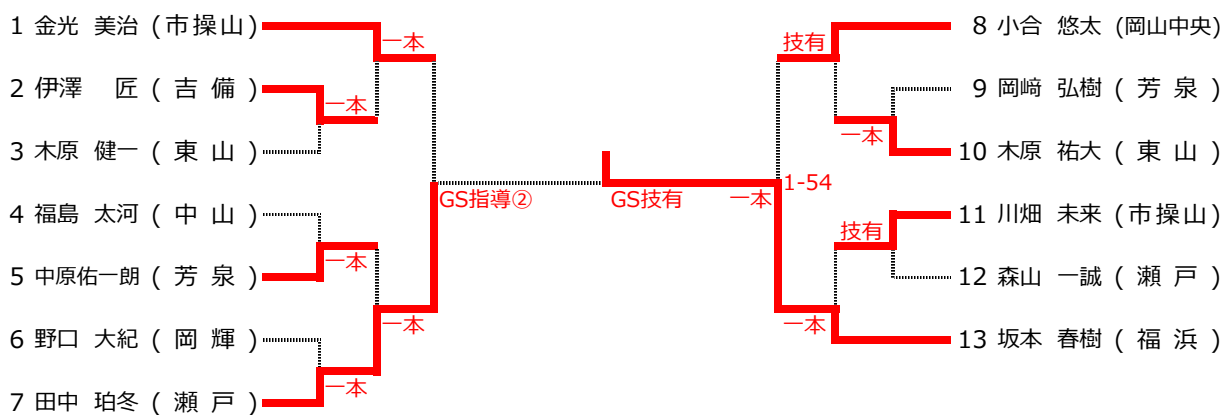 1 金光 美治 (市操山)
一本
2 伊澤 匠 ( 吉 備 )
一本
3 木原 健一 ( 東 山 )
4 福島 太河 ( 中 山 )
一本
5 中原佑一朗 ( 芳 泉 )
一本
6 野口 大紀 ( 岡 輝 )
一本
7 田中 珀冬 ( 瀬 戸 )
GS指導②
GS技有
一本
1-54
技有
8 小合 悠太 (岡山中央)
9 岡﨑 弘樹 ( 芳 泉 )
一本
10 木原 祐大 ( 東 山 )
11 川畑 未来 (市操山)
技有
12 森山 一誠 ( 瀬 戸 )
一本
13 坂本 春樹 ( 福 浜 )